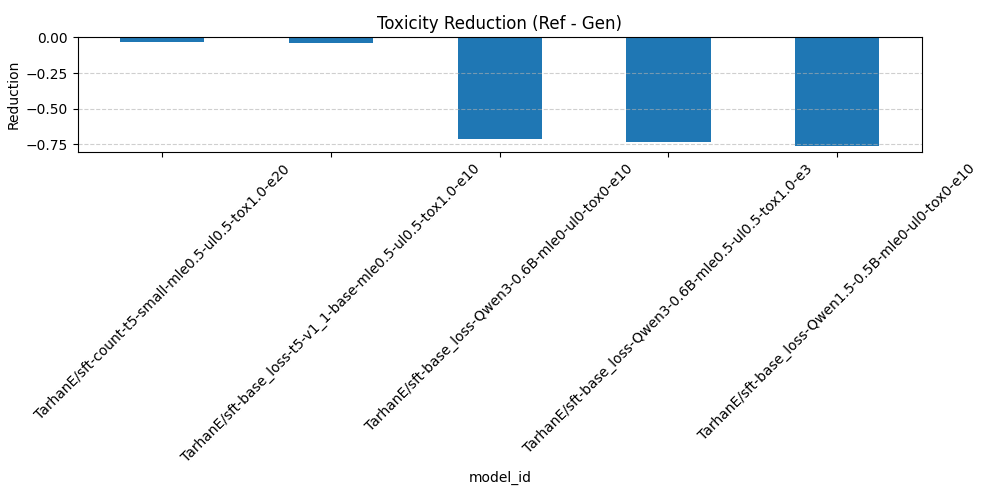 Toxicity Reduction (Ref - Gen)
Reduction
0.00
−0.25
−0.50
−0.75
TarhanE/sft-count-t5-small-mle0.5-ul0.5-tox1.0-e20
TarhanE/sft-base_loss-t5-v1_1-base-mle0.5-ul0.5-tox1.0-e10
TarhanE/sft-base_loss-Qwen3-0.6B-mle0-ul0-tox0-e10
TarhanE/sft-base_loss-Qwen3-0.6B-mle0.5-ul0.5-tox1.0-e3
TarhanE/sft-base_loss-Qwen1.5-0.5B-mle0-ul0-tox0-e10
model_id